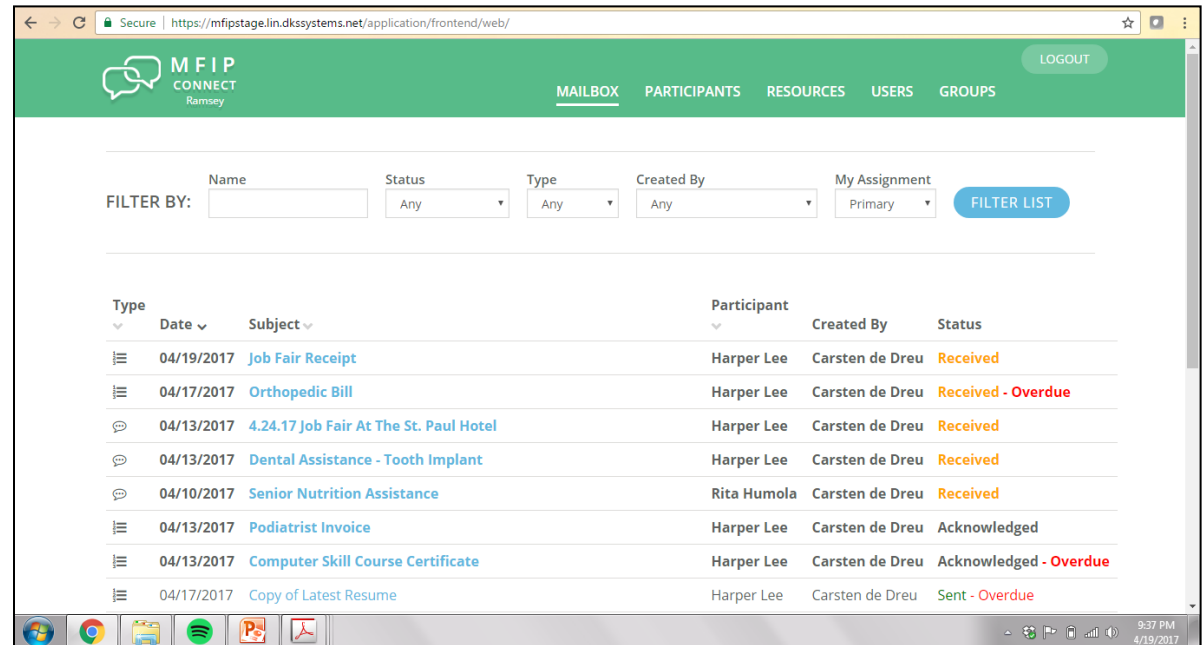 Secure | https://mfipstage.lin.dkssystems.net/application/frontend/web/
LOGOUT
MFIP
CONNECT
Ramsey
MAILBOX PARTICIPANTS RESOURCES USERS GROUPS
Name Status Type Created By My Assignment
FILTER BY: Any Any Any Primary FILTER LIST
Type Participant
Date Subject Created By Status
04/19/2017 Job Fair Receipt Harper Lee Carsten de Dreu Received
04/17/2017 Orthopedic Bill Harper Lee Carsten de Dreu Received - Overdue
04/13/2017 4.24.17 Job Fair At The St. Paul Hotel Harper Lee Carsten de Dreu Received
04/13/2017 Dental Assistance - Tooth Implant Harper Lee Carsten de Dreu Received
04/10/2017 Senior Nutrition Assistance Rita Humola Carsten de Dreu Received
04/13/2017 Podiatrist Invoice Harper Lee Carsten de Dreu Acknowledged
04/13/2017 Computer Skill Course Certificate Harper Lee Carsten de Dreu Acknowledged - Overdue
04/17/2017 Copy of Latest Resume Harper Lee Carsten de Dreu Sent - Overdue
9:37 PM
4/19/2017